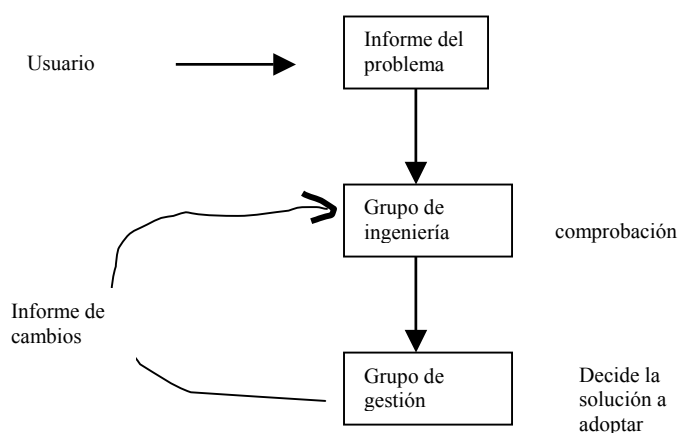 Informe del
problema
Usuario
Grupo de
ingeniería
comprobación
Informe de
cambios
Grupo de
gestión
Decide la
solución a
adoptar